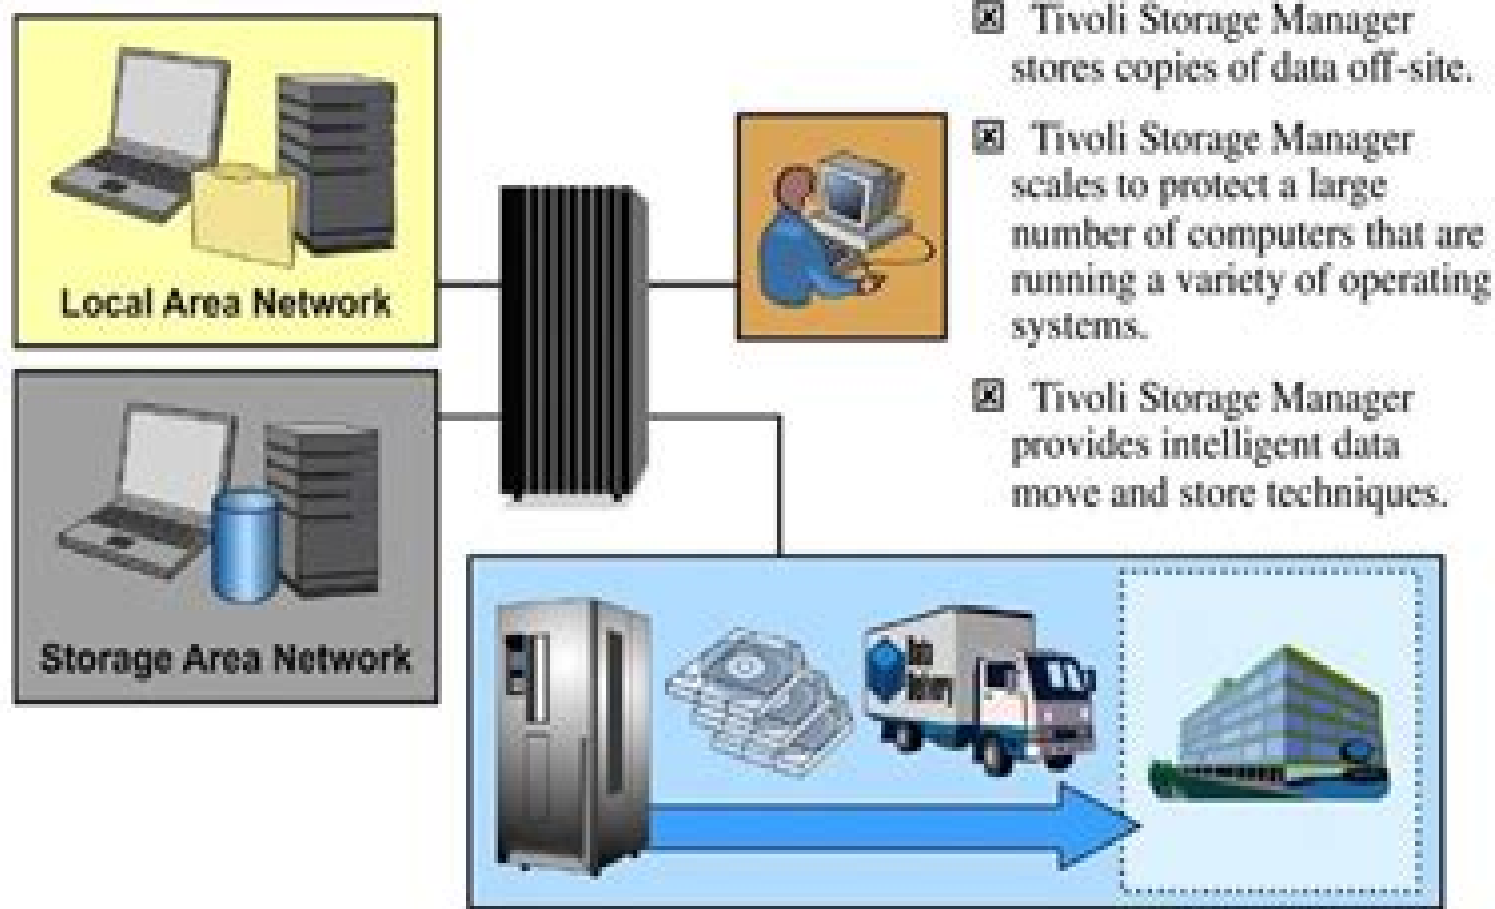 Tivoli Storage Manager
stores copies of data off-site.
Tivoli Storage Manager
scales to protect a large
number of computers that are
running a variety of operating
systems.
Tivoli Storage Manager
provides intelligent data
move and store techniques.
Local Area Network
Storage Area Network
Data
Delivery